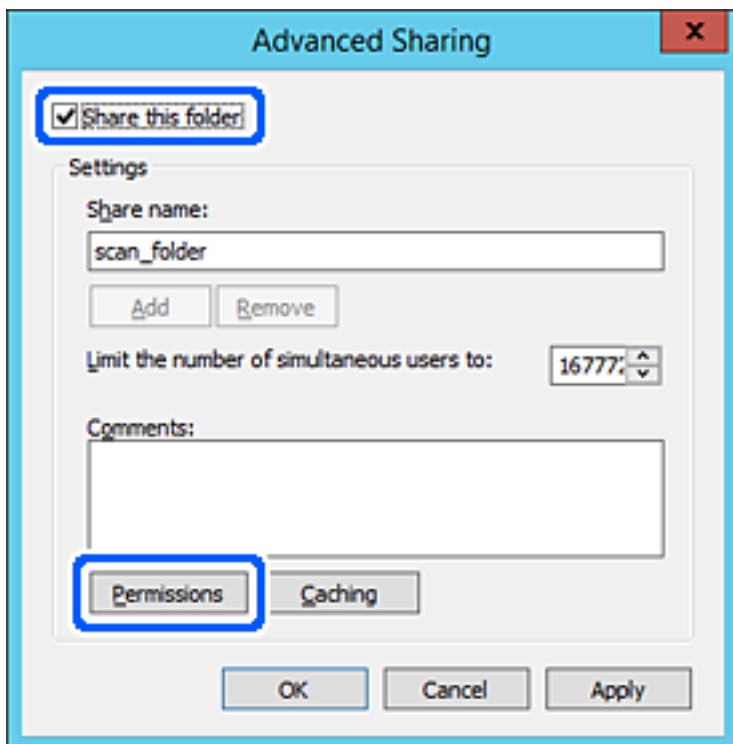 Advanced Sharing
x
Share this folder
Settings
Share name:
scan_folder
Add Remove
Limit the number of simultaneous users to:
Comments:
Permissions Caching
OK Cancel Apply